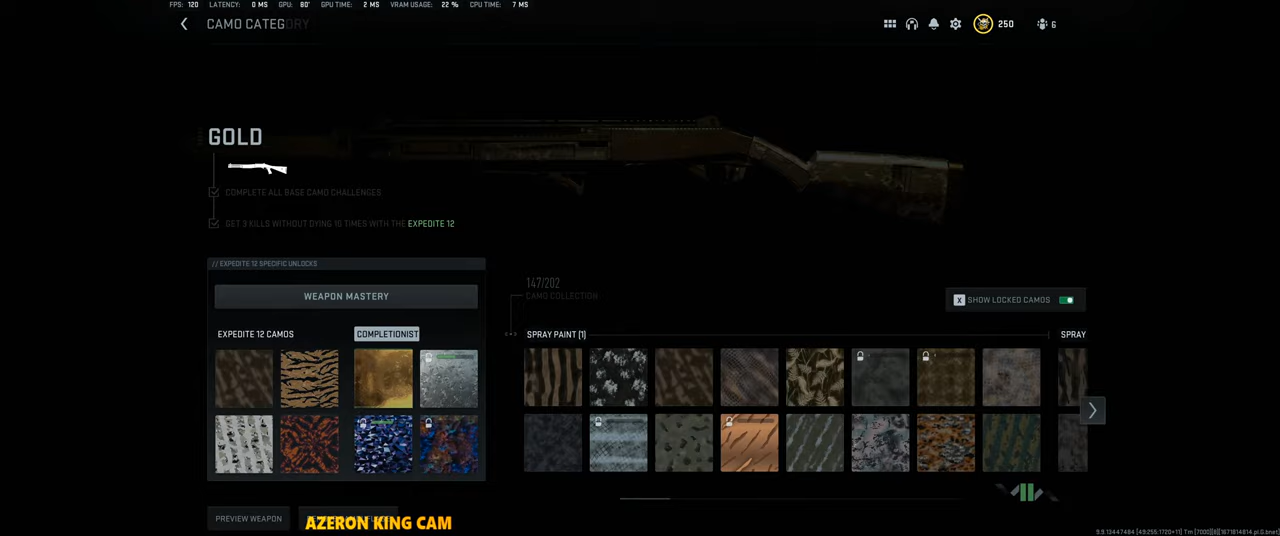 FPS: 120 LATENCY: 0 MS GPU: 80° GPU TIME: 2 MS VRAM USAGE: 22 % CPU TIME: 7 MS
CAMO CATEGORY
250
6
GOLD
COMPLETE ALL BASE CAMO CHALLENGES
GET 3 KILLS WITHOUT DYING 10 TIMES WITH THE EXPEDITE 12
// EXPEDITE 12 SPECIFIC UNLOCKS
WEAPON MASTERY
EXPEDITE 12 CAMOS
COMPLETIONIST
147/202
CAMO COLLECTION
X SHOW LOCKED CAMOS
SPRAY PAINT [1]
SPRAY
PREVIEW WEAPON
AZERON KING CAM